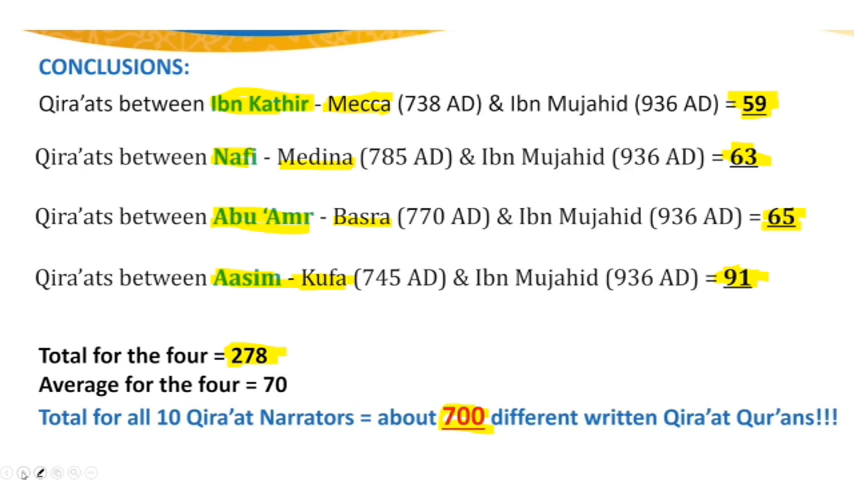 CONCLUSIONS:
Qira’ats between Ibn Kathir - Mecca (738 AD) & Ibn Mujahid (936 AD) = 59
Qira’ats between Nafi - Medina (785 AD) & Ibn Mujahid (936 AD) = 63
Qira’ats between Abu ‘Amr - Basra (770 AD) & Ibn Mujahid (936 AD) = 65
Qira’ats between Aasim - Kufa (745 AD) & Ibn Mujahid (936 AD) = 91
Total for the four = 278
Average for the four = 70
Total for all 10 Qira’at Narrators = about 700 different written Qira’at Qur’ans!!!